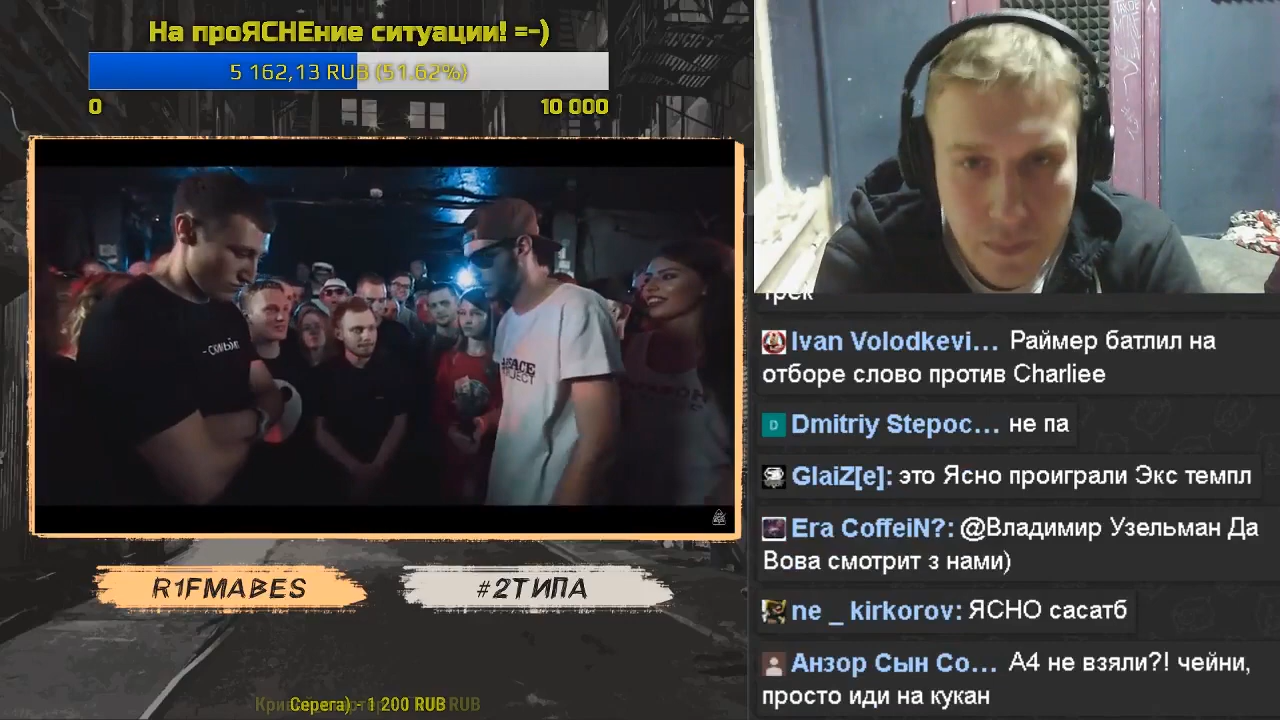 На проЯСНЕние ситуации! =-)
5 162,13 RUB (51.62%)
0
10 000
R1FMABES
#2ТИПА
Серега) - 1 200 RUB
RUB
трек
Ivan Volodkevi... Раймер батлил на
отборе слово против Charliee
D Dmitriy Stepoc... не па
GlaiZ[e]: это Ясно проиграли Экс темпл
Era CoffeiN?: @Владимир Узельман Да
Вова смотрит з нами)
ne _ kirkorov: ЯСНО сасатб
Анзор Сын Со... А4 не взяли?! чейни,
просто иди на кукан